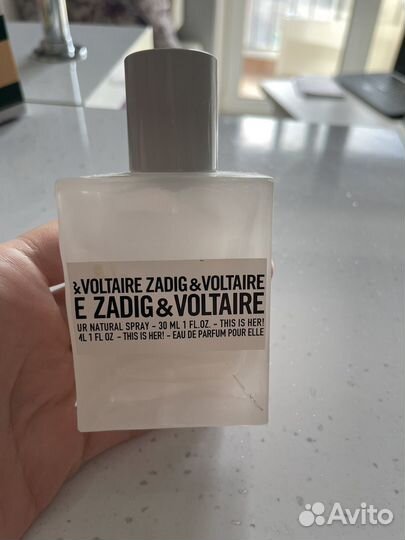 &VOLTAIRE ZADIG&VOLTAIRE
E ZADIG&VOLTAIRE
UR NATURAL SPRAY - 30 ML 1 FL.OZ. - THIS IS HER!
ML 1 FL OZ - THIS IS HER! - EAU DE PARFUM POUR ELLE
Avito